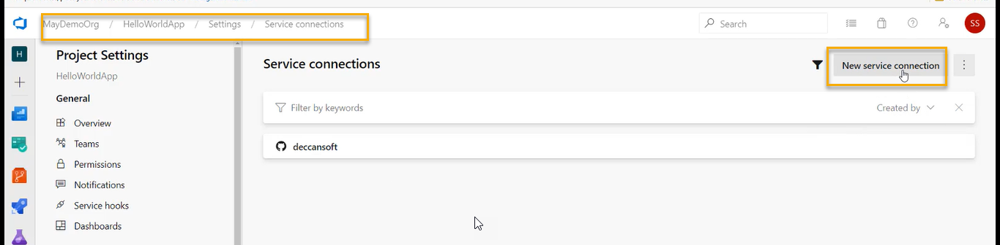 MayDemoOrg / HelloWorldApp / Settings / Service connections
Search
SS
H
Project Settings
HelloWorldApp
General
Overview
Teams
Permissions
Notifications
Service hooks
Dashboards
Service connections
New service connection
Filter by keywords
Created by
deccansoft